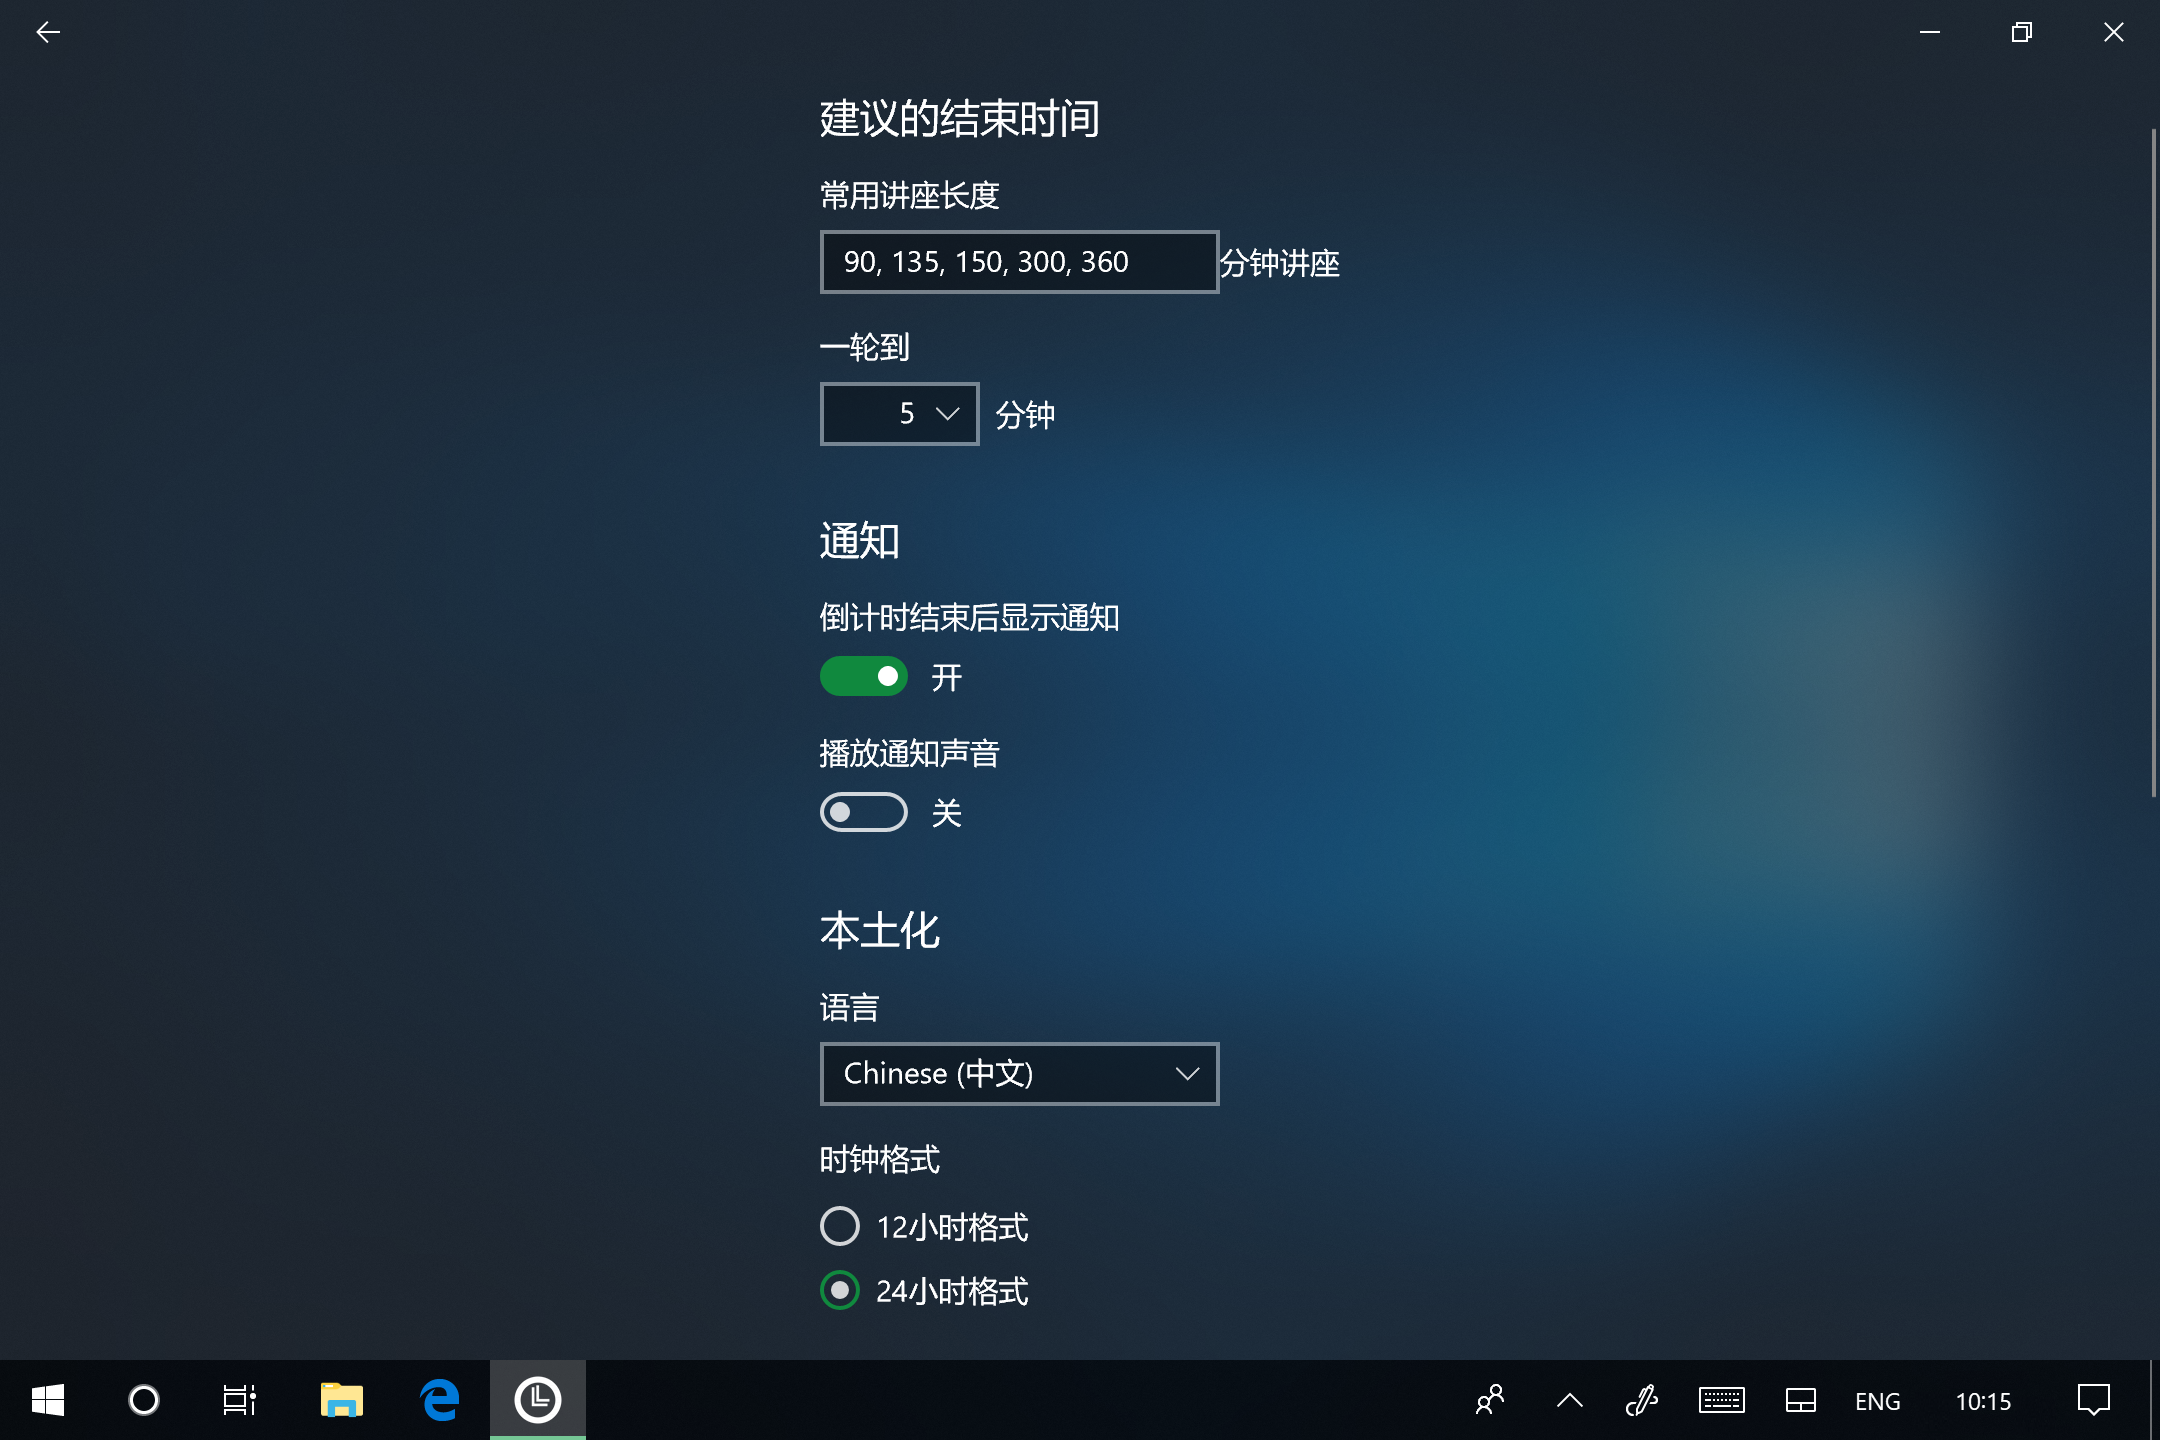 建议的结束时间
常用讲座长度
90, 135, 150, 300, 360 分钟讲座
一轮到
5 分钟
通知
倒计时结束后显示通知
开
播放通知声音
关
本土化
语言
Chinese (中文)
时钟格式
12小时格式
24小时格式
ENG 10:15